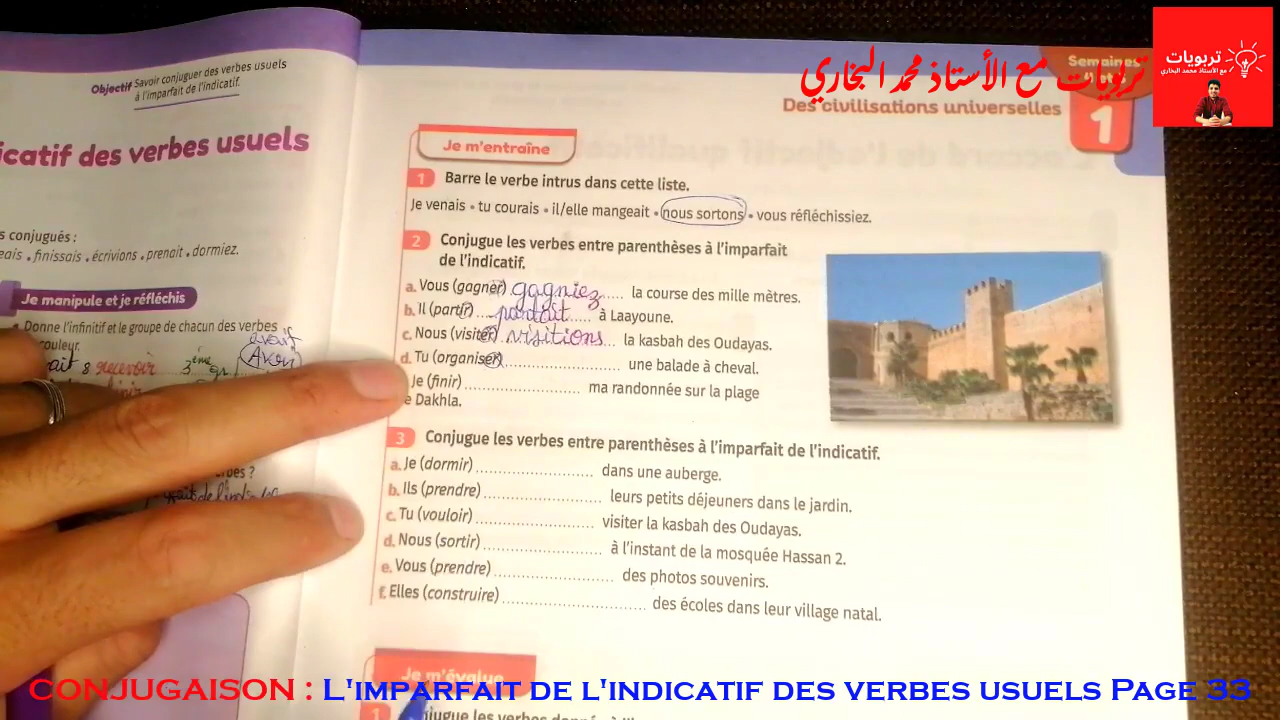 تربويات مع الأستاذ محمد البخاري
تربويات
مع الأستاذ محمد البخاري
Objectif Savoir conjuguer des verbes usuels
à l'imparfait de l'indicatif.
icatif des verbes usuels
s conjugués :
eais • finissais • écrivions • prenait • dormiez.
Je manipule et je réfléchis
Donne l'infinitif et le groupe de chacun des verbes
couleur.
avoir
ait 8 recevoir 3ème gr
Semaines
Des civilisations universelles
1
Je m'entraîne
1 Barre le verbe intrus dans cette liste.
Je venais • tu courais • il/elle mangeait • nous sortons • vous réfléchissiez.
2 Conjugue les verbes entre parenthèses à l'imparfait
de l'indicatif.
a. Vous (gagner) gagniez ...... la course des mille mètres.
b. Il (partir) .... partait ...... à Laayoune.
c. Nous (visiter) visitions .... la kasbah des Oudayas.
d. Tu (organiser) .............................. une balade à cheval.
Je (finir) .............................. ma randonnée sur la plage
e Dakhla.
3 Conjugue les verbes entre parenthèses à l'imparfait de l'indicatif.
a. Je (dormir) .............................. dans une auberge.
b. Ils (prendre) .............................. leurs petits déjeuners dans le jardin.
c. Tu (vouloir) .............................. visiter la kasbah des Oudayas.
d. Nous (sortir) .............................. à l'instant de la mosquée Hassan 2.
e. Vous (prendre) .............................. des photos souvenirs.
f. Elles (construire) .................................... des écoles dans leur village natal.
Je m'évalue
1
CONJUGAISON : L'IMPARFAIT DE L'INDICATIF DES VERBES USUELS PAGE 33